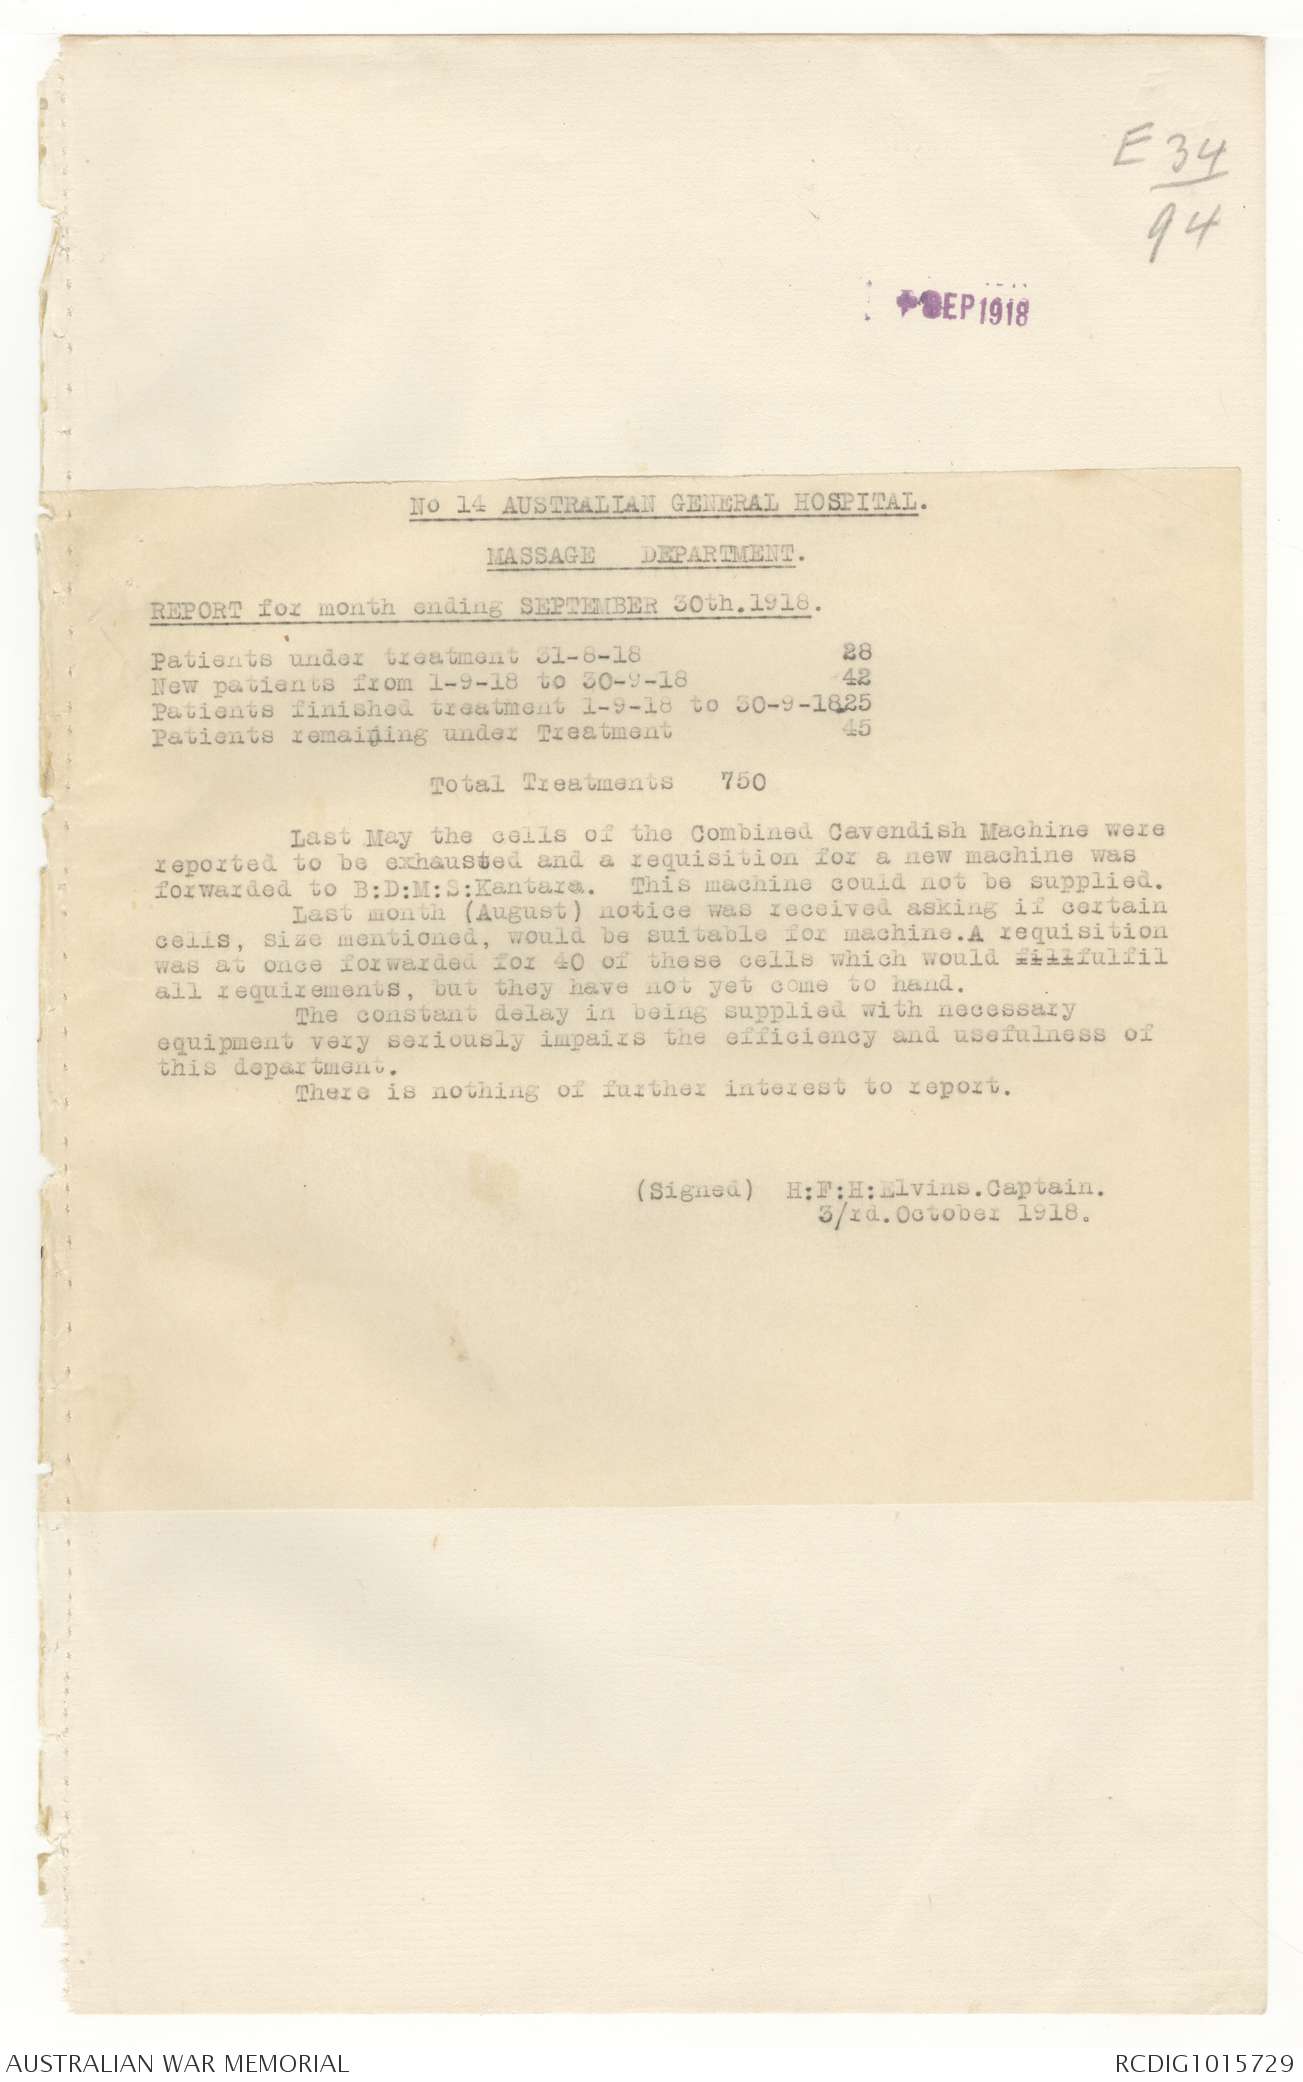 E 34
94
SEP 1918
No 14 AUSTRALIAN GENERAL HOSPITAL.
MASSAGE DEPARTMENT.
REPORT for month ending SEPTEMBER 30th.1918.
Patients under treatment 31-8-18 28
New patients from 1-9-18 to 30-9-18 42
Patients finished treatment 1-9-18 to 30-9-18 25
Patients remaining under Treatment 45
Total Treatments 750
Last May the cells of the Combined Cavendish Machine were
reported to be exhausted and a requisition for a new machine was
forwarded to B:D:M:S:Kantara. This machine could not be supplied.
Last month (August) notice was received asking if certain
cells, size mentioned, would be suitable for machine.A requisition
was at once forwarded for 40 of these cells which would fillfulfil
all requirements, but they have not yet come to hand.
The constant delay in being supplied with necessary
equipment very seriously impairs the efficiency and usefulness of
this department.
There is nothing of further interest to report.
(Signed) H:F:H:Elvins.Captain.
3/rd.October 1918.
AUSTRALIAN WAR MEMORIAL RCDIG1015729